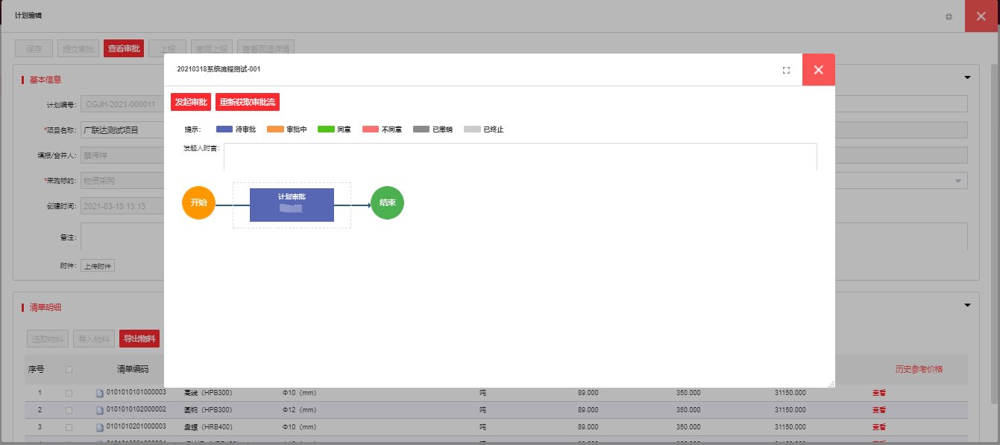 计划编辑
保存 提交审批 查看审批 上报 撤回上报 查看回退详情
基本信息
计划编号: CGJH-2021-000011
*项目名称: 广联达测试项目
填报/合并人: 蔡伟样
*采购标的: 物资采购
创建时间: 2021-03-18 13:13
备注:
附件: 上传附件
20210318系统流程测试-001
发起审批 重新获取审批流
提示: 待审批 审批中 同意 不同意 已撤销 已终止
发起人附言:
开始 计划审批 结束
清单明细
选取物料 导入物料 导出物料
序号 清单编码 历史参考价格
1 0101010101000003 高线（HPB300） Φ10（mm） 吨 89.000 350.000 31150.000 查看
2 0101010102000002 圆钢（HPB300） Φ12（mm） 吨 89.000 350.000 31150.000 查看
3 0101010201000003 盘螺（HRB400） Φ10（mm） 吨 89.000 350.000 31150.000 查看